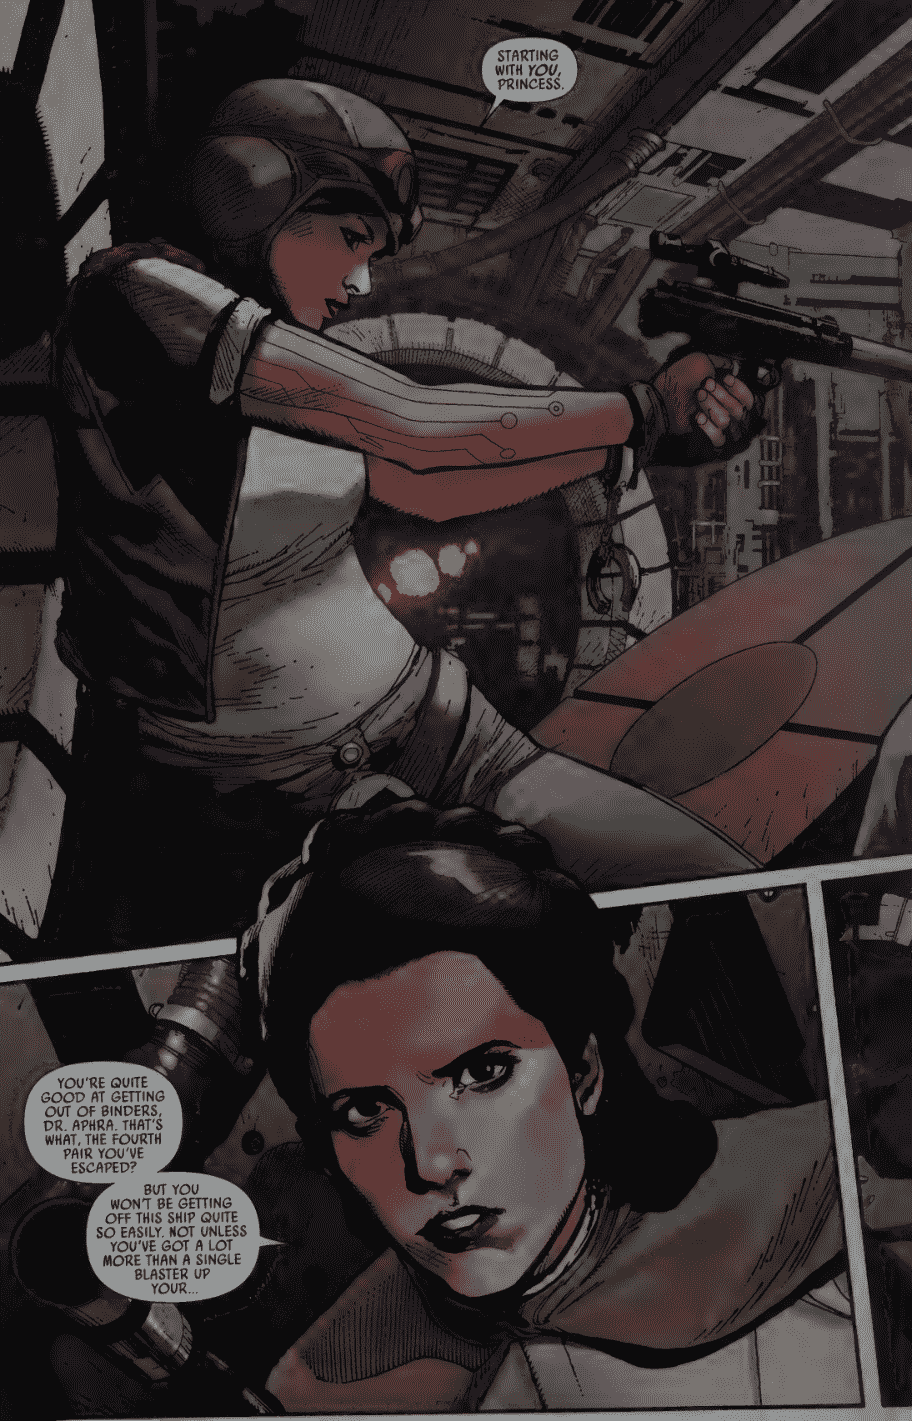 STARTING
WITH YOU,
PRINCESS.
YOU'RE QUITE
GOOD AT GETTING
OUT OF BINDERS,
DR. APHRA. THAT'S
WHAT, THE FOURTH
PAIR YOU'VE
ESCAPED?
BUT YOU
WON'T BE GETTING
OFF THIS SHIP QUITE
SO EASILY. NOT UNLESS
YOU'VE GOT A LOT
MORE THAN A SINGLE
BLASTER UP
YOUR...